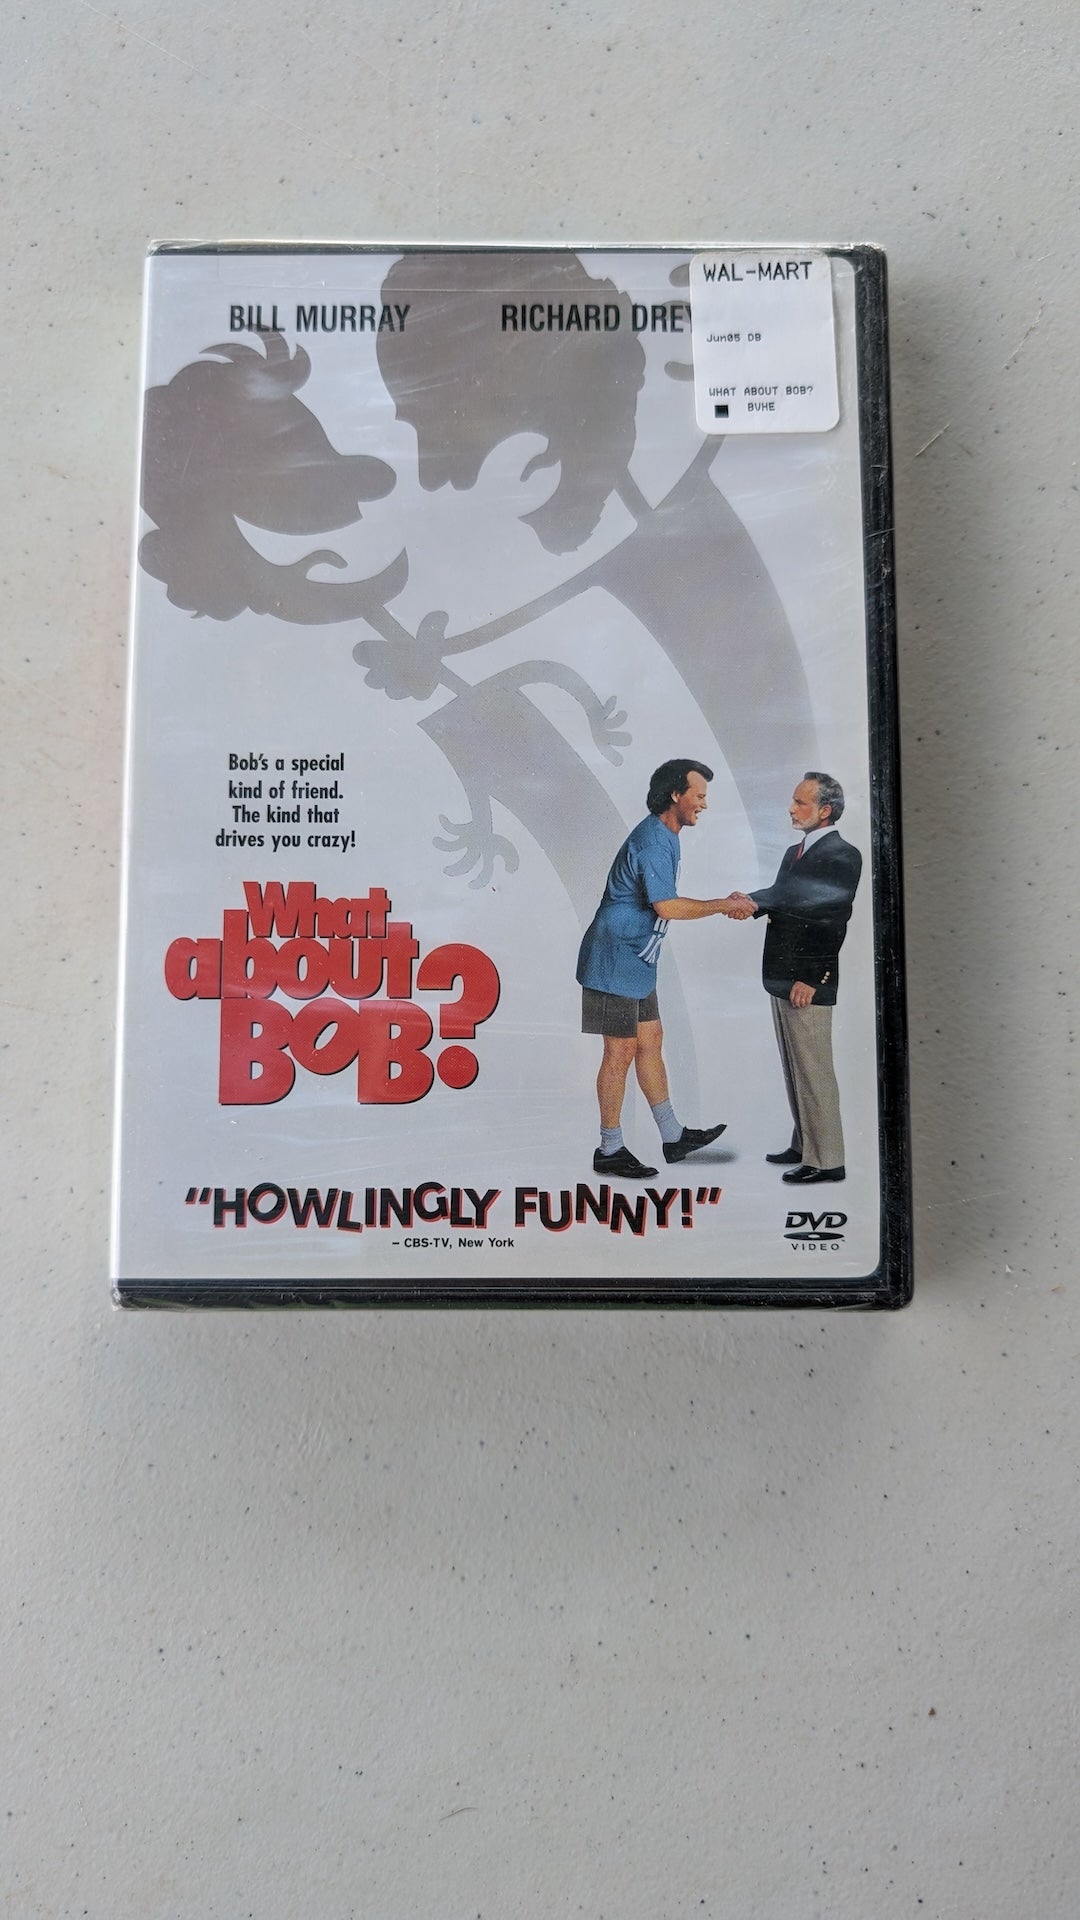 WAL-MART
BILL MURRAY RICHARD DREY
Jun05 DB
WHAT ABOUT BOB?
BVHE
Bob's a special
kind of friend.
The kind that
drives you crazy!
What
about
BOB?
"HOWLINGLY FUNNY!"
– CBS-TV, New York
DVD
VIDEO